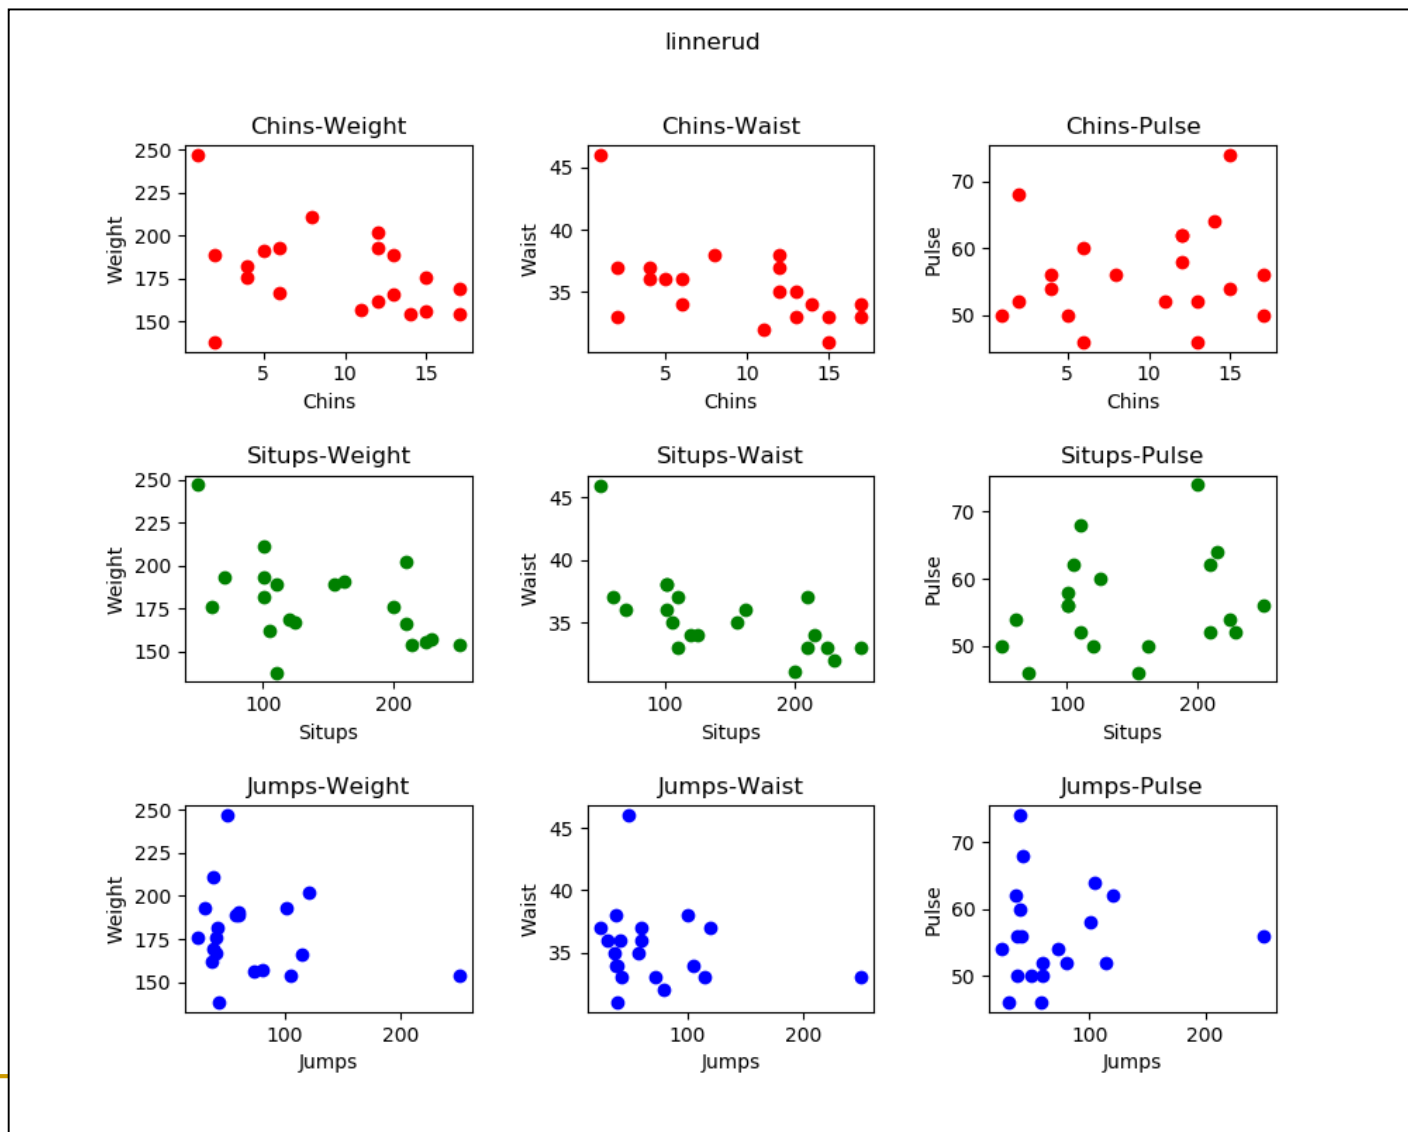 linnerud
Chins-Weight
Chins-Waist
Chins-Pulse
250
225
200
175
150
Weight
5
10
15
Chins
45
40
35
Waist
5
10
15
Chins
70
60
50
Pulse
5
10
15
Chins
Situps-Weight
Situps-Waist
Situps-Pulse
250
225
200
175
150
Weight
100
200
Situps
45
40
35
Waist
100
200
Situps
70
60
50
Pulse
100
200
Situps
Jumps-Weight
Jumps-Waist
Jumps-Pulse
250
225
200
175
150
Weight
100
200
Jumps
45
40
35
Waist
100
200
Jumps
70
60
50
Pulse
100
200
Jumps